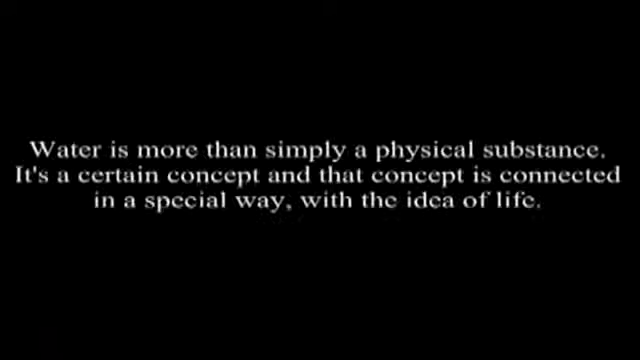 Water is more than simply a physical substance.
It's a certain concept and that concept is connected
in a special way, with the idea of life.